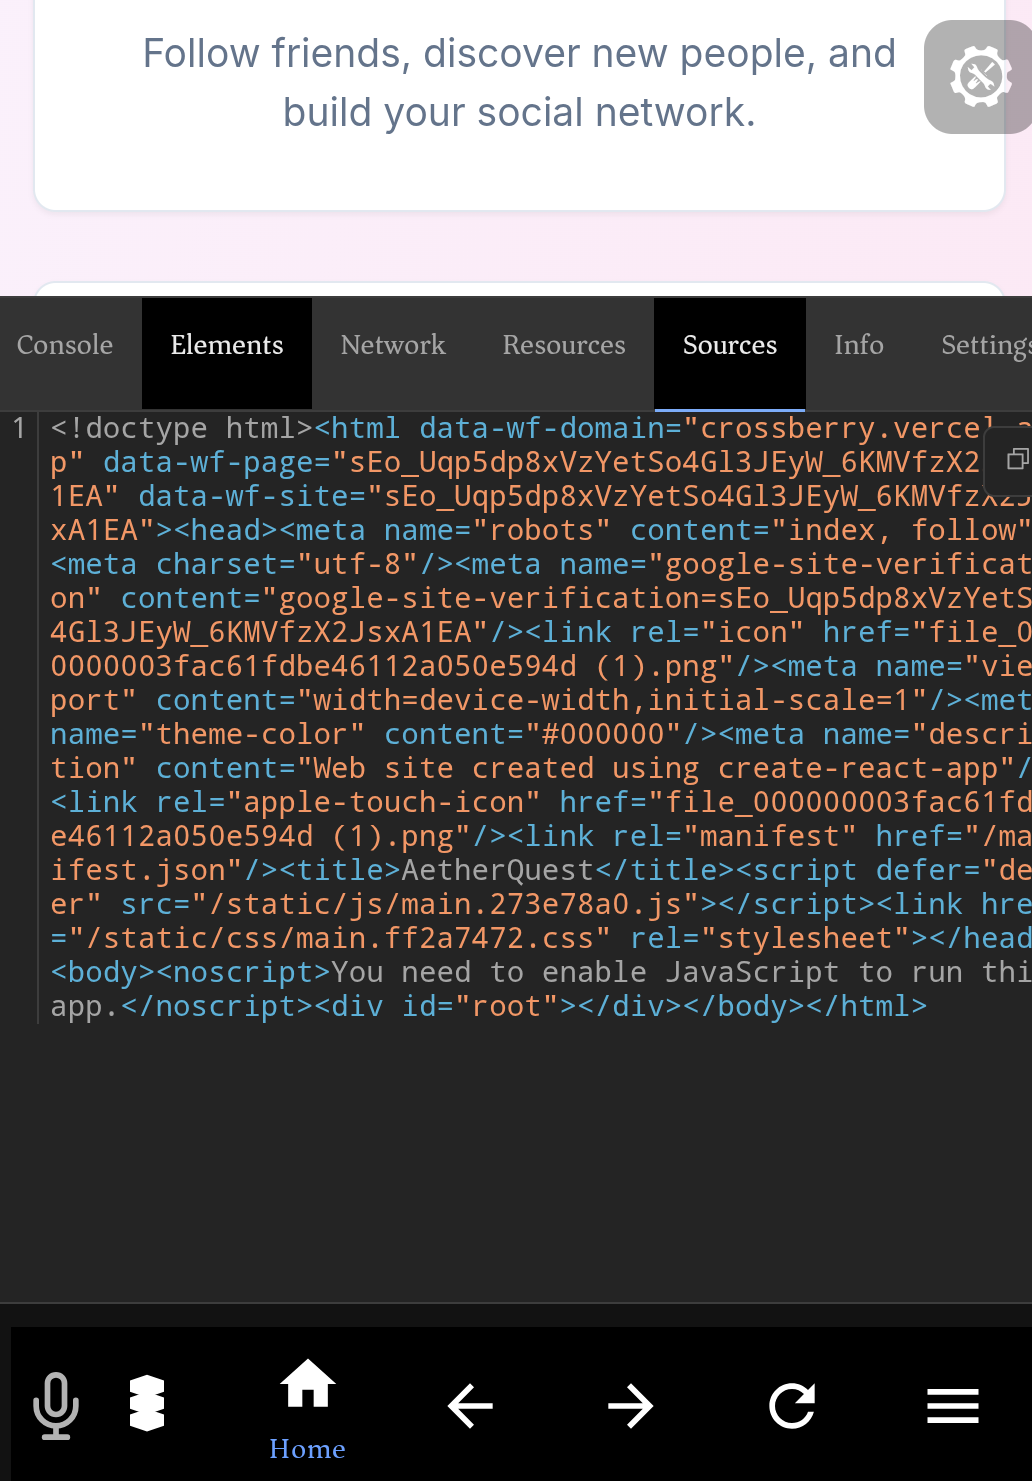 Follow friends, discover new people, and
build your social network.
Console Elements Network Resources Sources Info Settings
1 <!doctype html><html data-wf-domain="crossberry.vercel.a
p" data-wf-page="sEo_Uqp5dp8xVzYetSo4Gl3JEyW_6KMVfzX2
1EA" data-wf-site="sEo_Uqp5dp8xVzYetSo4Gl3JEyW_6KMVfzX2J
xA1EA"><head><meta name="robots" content="index, follow"
<meta charset="utf-8"/><meta name="google-site-verificat
on" content="google-site-verification=sEo_Uqp5dp8xVzYetS
4Gl3JEyW_6KMVfzX2JsxA1EA"/><link rel="icon" href="file_0
0000003fac61fdbe46112a050e594d (1).png"/><meta name="vie
port" content="width=device-width,initial-scale=1"/><met
name="theme-color" content="#000000"/><meta name="descri
tion" content="Web site created using create-react-app"/
<link rel="apple-touch-icon" href="file_000000003fac61fd
e46112a050e594d (1).png"/><link rel="manifest" href="/ma
ifest.json"/><title>AetherQuest</title><script defer="de
er" src="/static/js/main.273e78a0.js"></script><link hre
="/static/css/main.ff2a7472.css" rel="stylesheet"></head
<body><noscript>You need to enable JavaScript to run thi
app.</noscript><div id="root"></div></body></html>
Home